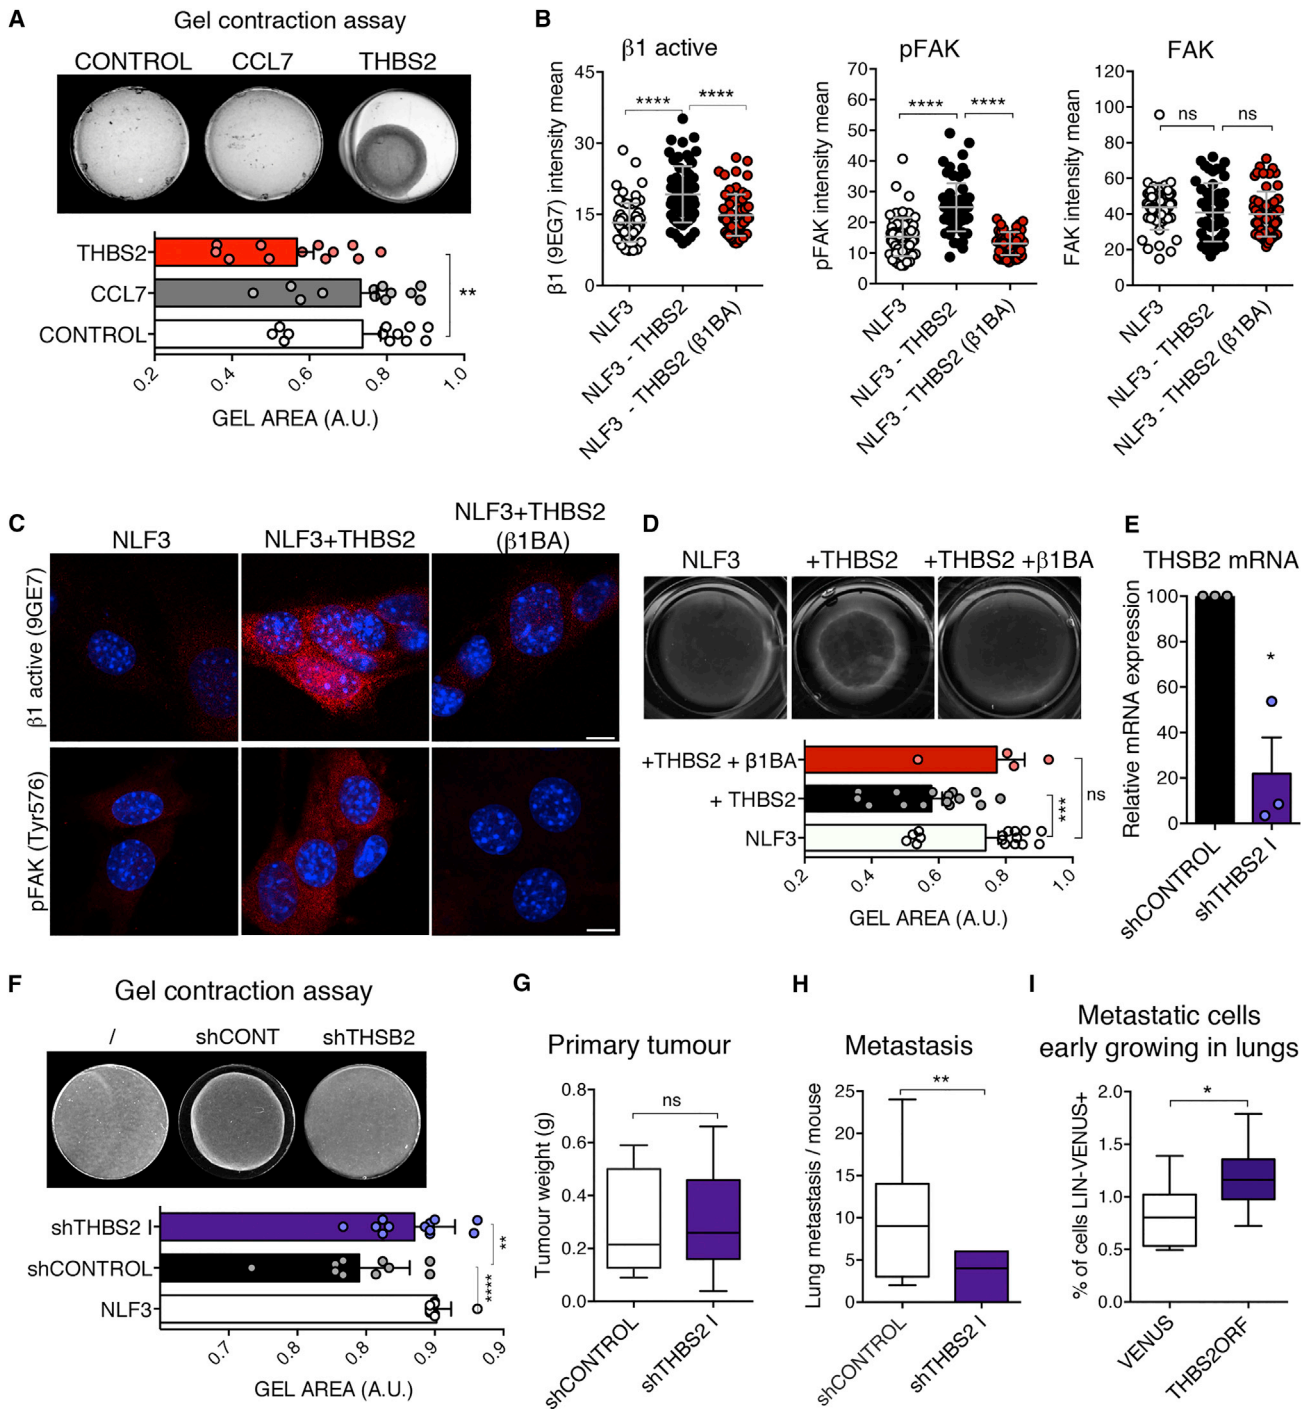 A
Gel contraction assay
CONTROL
CCL7
THBS2
THBS2
CCL7
CONTROL
**
0.2
0.4
0.6
0.8
1.0
GEL AREA (A.U.)
B
β1 active
β1 (9EG7) intensity mean
45
30
15
0
****
****
NLF3
NLF3 - THBS2
NLF3 - THBS2 (β1BA)
pFAK
pFAK intensity mean
70
60
50
40
30
20
10
0
****
****
NLF3
NLF3 - THBS2
NLF3 - THBS2 (β1BA)
FAK
FAK intensity mean
120
100
80
60
40
20
0
ns
ns
NLF3
NLF3 - THBS2
NLF3 - THBS2 (β1BA)
C
NLF3
NLF3+THBS2
NLF3+THBS2
(β1BA)
β1 active (9GE7)
pFAK (Tyr576)
D
NLF3
+THBS2
+THBS2 +β1BA
+THBS2 + β1BA
+ THBS2
NLF3
***
ns
0.2
0.4
0.6
0.8
1.0
GEL AREA (A.U.)
E
THSB2 mRNA
Relative mRNA expression
100
80
60
40
20
0
*
shCONTROL
shTHBS2 I
F
Gel contraction assay
/
shCONT
shTHSB2
shTHBS2 I
shCONTROL
NLF3
**
****
0.7
0.8
0.8
0.9
0.9
GEL AREA (A.U.)
G
Primary tumour
Tumour weight (g)
0.8
0.6
0.4
0.2
0.0
ns
shCONTROL
shTHBS2 I
H
Metastasis
Lung metastasis / mouse
25
20
15
10
5
0
**
shCONTROL
shTHBS2 I
I
Metastatic cells
early growing in lungs
% of cells LIN-VENUS+
2.0
1.5
1.0
0.5
0.0
*
VENUS
THBS2ORF